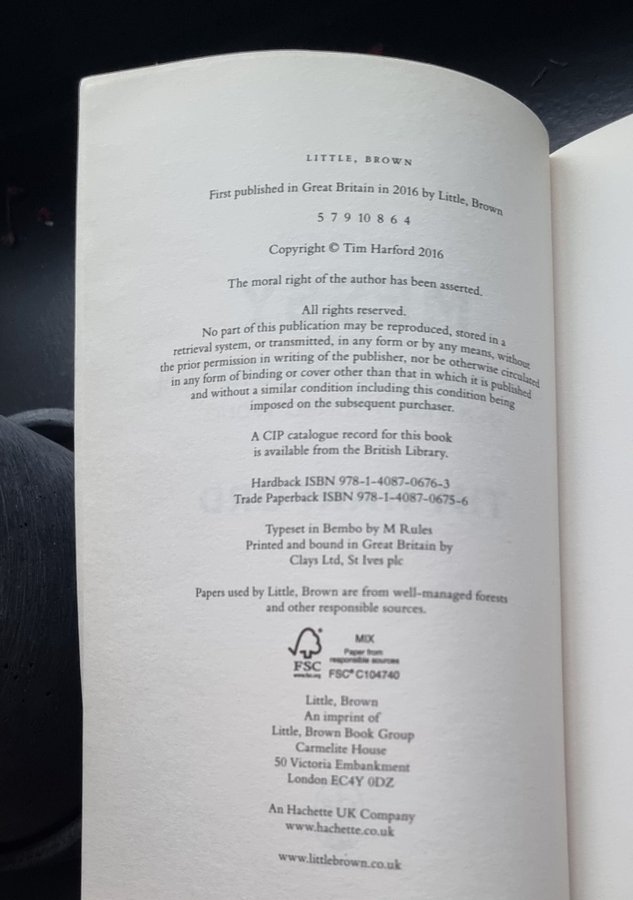 LITTLE, BROWN
First published in Great Britain in 2016 by Little, Brown
5 7 9 10 8 6 4
Copyright © Tim Harford 2016
The moral right of the author has been asserted.
All rights reserved.
No part of this publication may be reproduced, stored in a
retrieval system, or transmitted, in any form or by any means, without
the prior permission in writing of the publisher, nor be otherwise circulated
in any form of binding or cover other than that in which it is published
and without a similar condition including this condition being
imposed on the subsequent purchaser.
A CIP catalogue record for this book
is available from the British Library.
Hardback ISBN 978-1-4087-0676-3
Trade Paperback ISBN 978-1-4087-0675-6
Typeset in Bembo by M Rules
Printed and bound in Great Britain by
Clays Ltd, St Ives plc
Papers used by Little, Brown are from well-managed forests
and other responsible sources.
MIX
Paper from
responsible sources
FSC
FSC® C104740
Little, Brown
An imprint of
Little, Brown Book Group
Carmelite House
50 Victoria Embankment
London EC4Y 0DZ
An Hachette UK Company
www.hachette.co.uk
www.littlebrown.co.uk